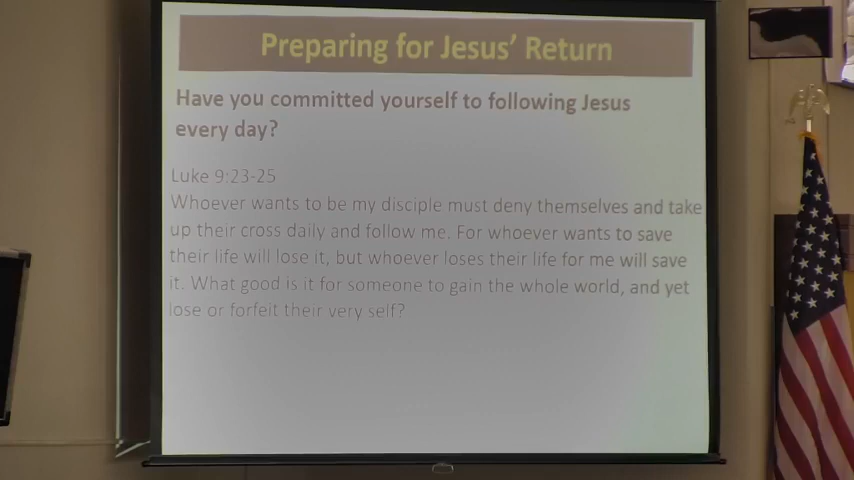 Preparing for Jesus' Return
Have you committed yourself to following Jesus
every day?
Luke 9:23-25
Whoever wants to be my disciple must deny themselves and take
up their cross daily and follow me. For whoever wants to save
their life will lose it, but whoever loses their life for me will save
it. What good is it for someone to gain the whole world, and yet
lose or forfeit their very self?